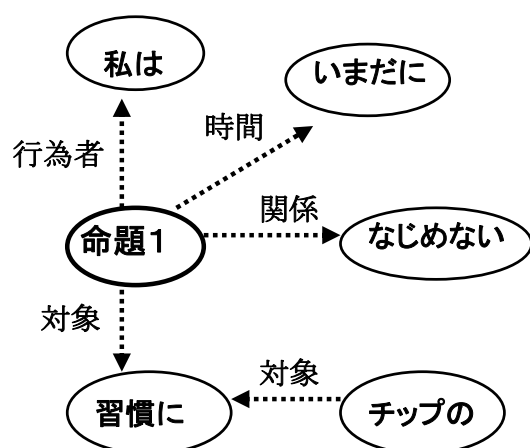 私は
いまだに
時間
行為者
関係
命題１
なじめない
対象
対象
習慣に
チップの